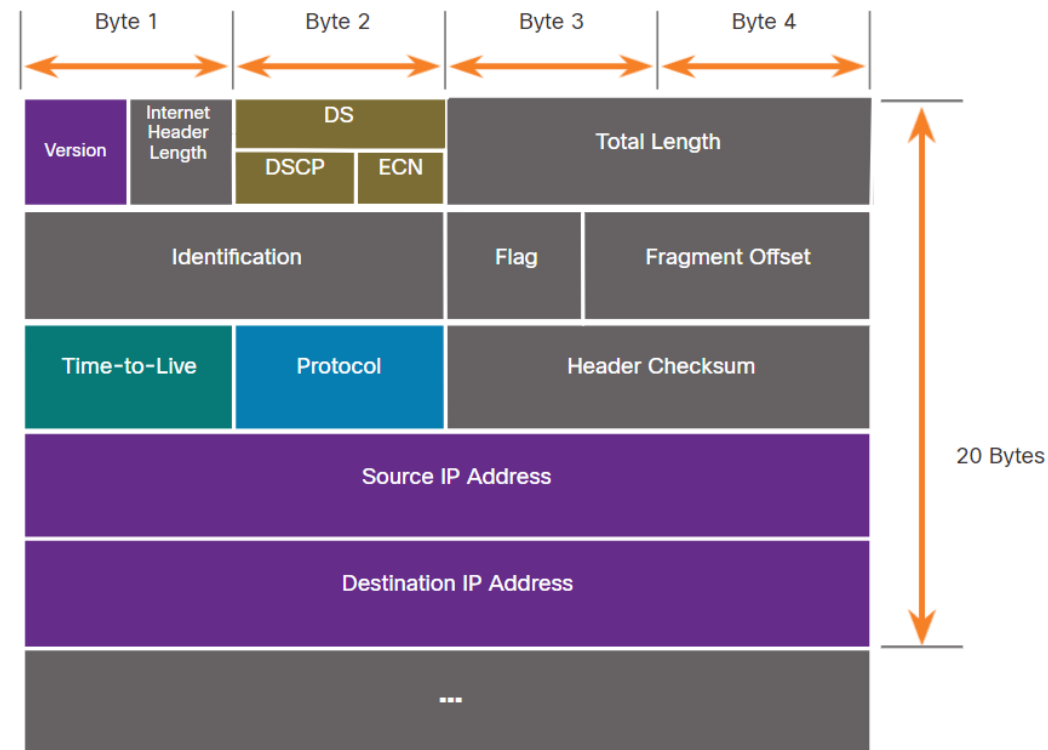 Byte 1
Byte 2
Byte 3
Byte 4
Version
Internet
Header
Length
DS
DSCP
ECN
Total Length
Identification
Flag
Fragment Offset
Time-to-Live
Protocol
Header Checksum
Source IP Address
Destination IP Address
20 Bytes
...